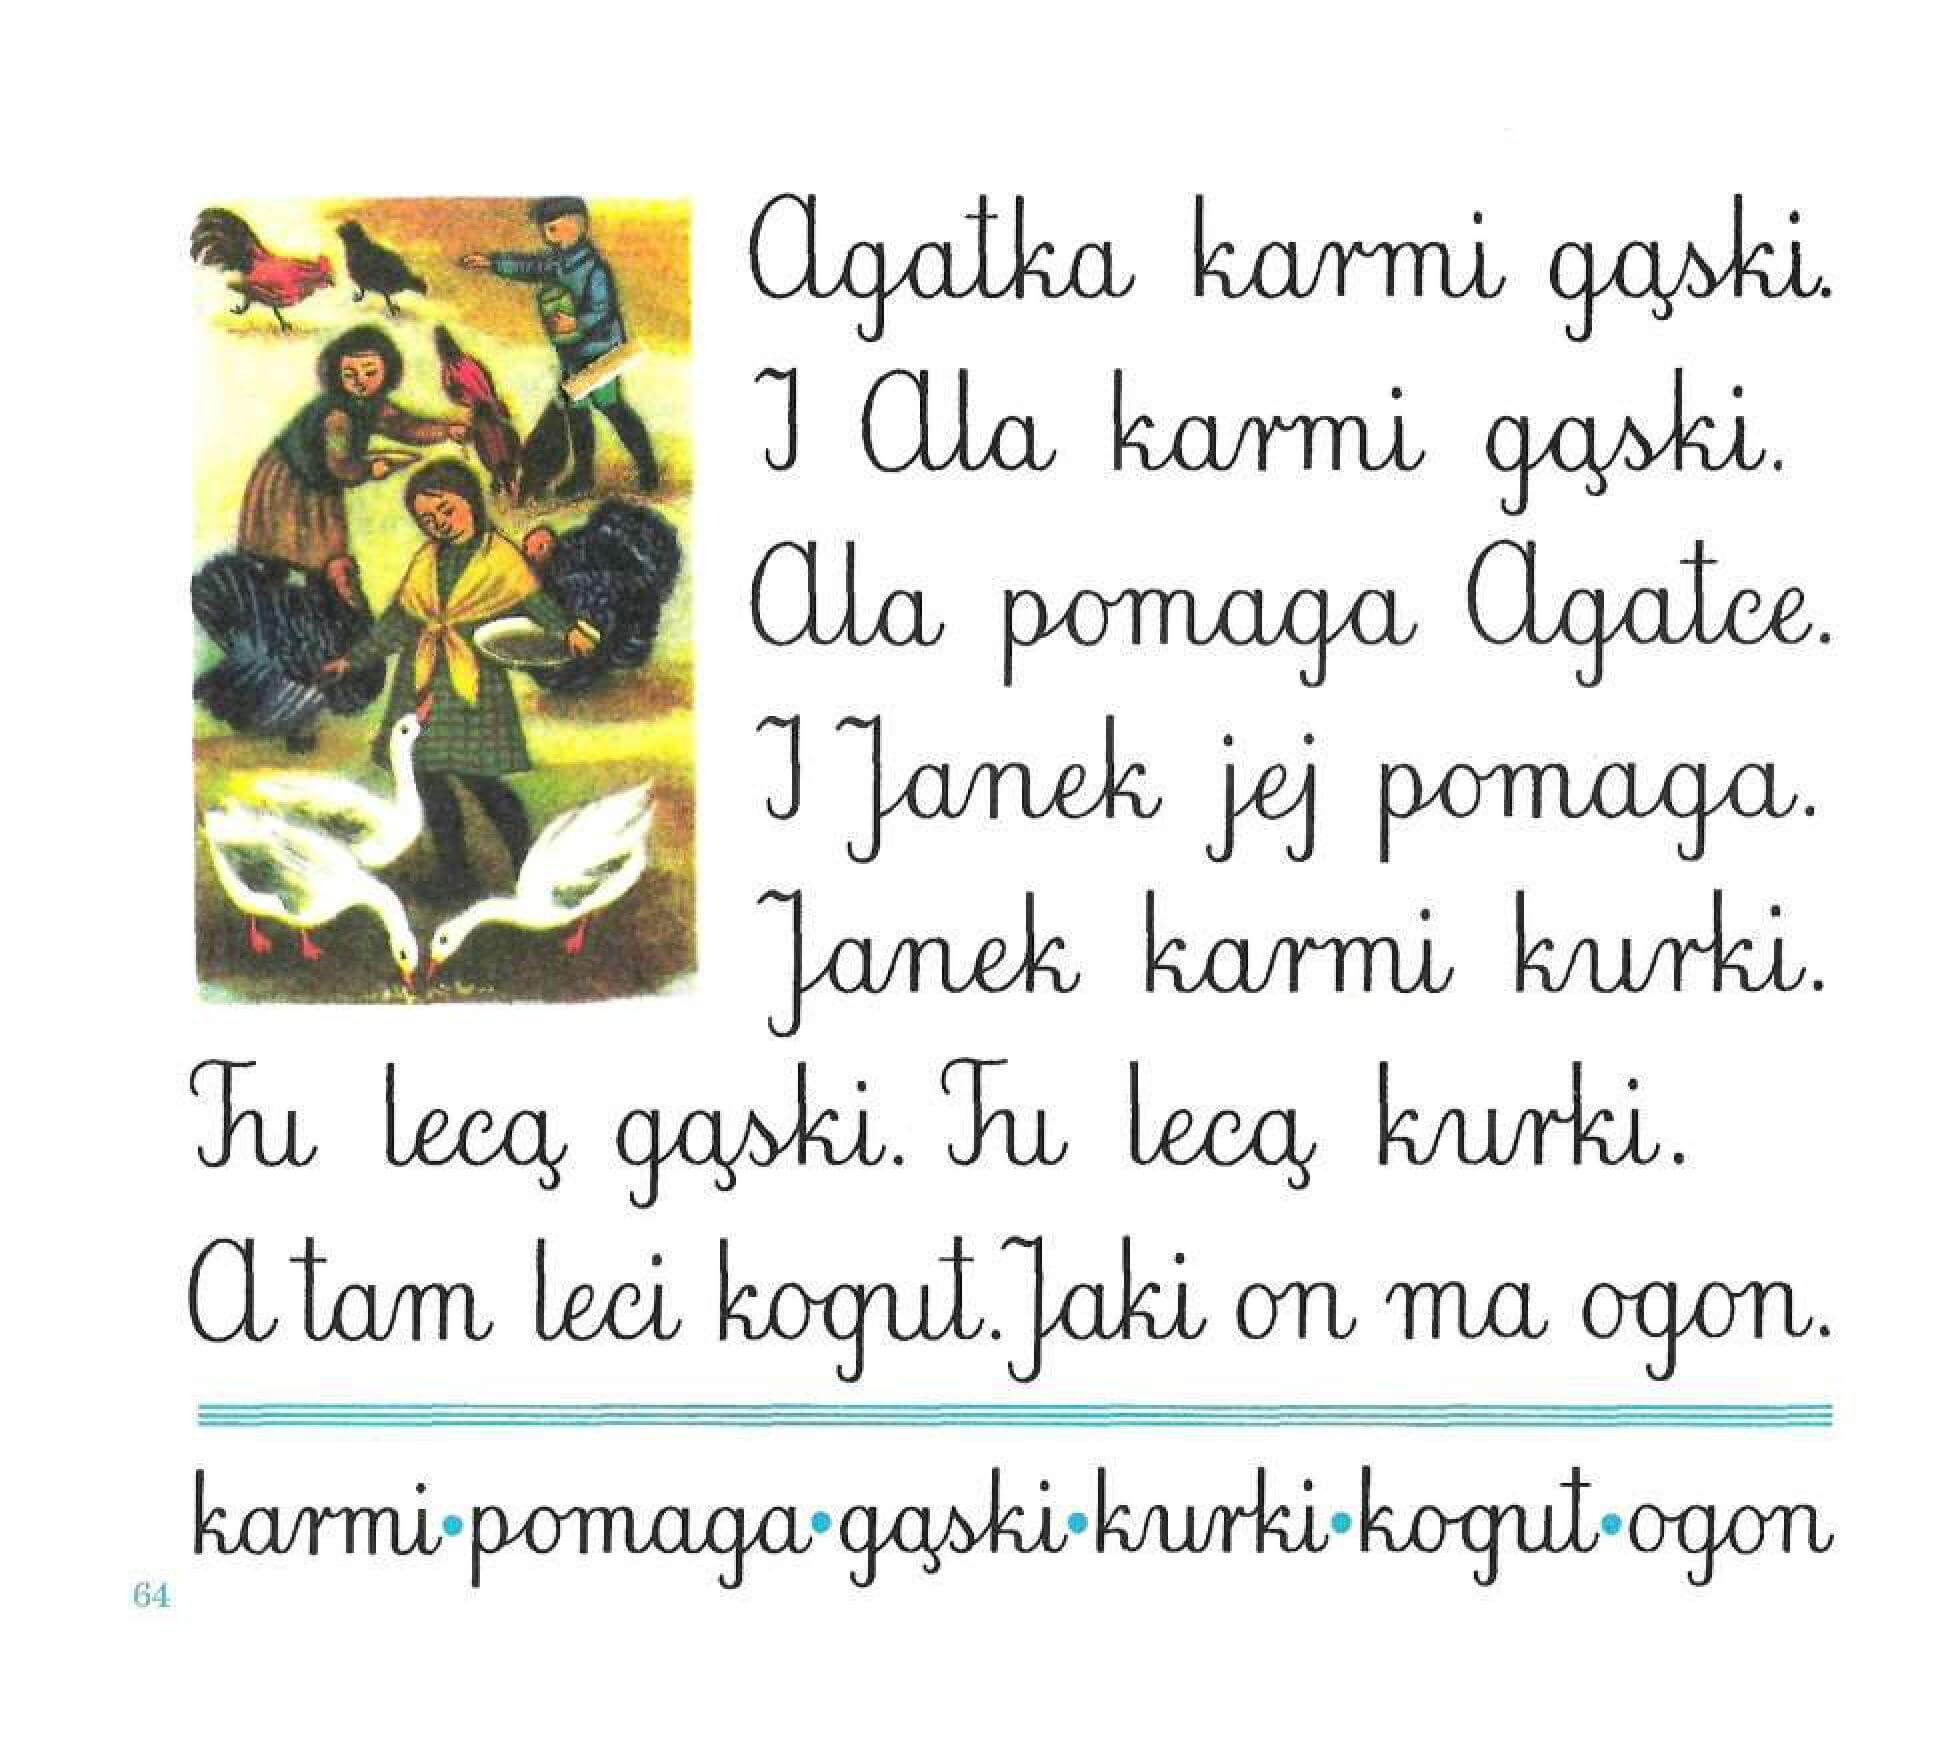 Agatka karmi gąski.
I Ala karmi gąski.
Ala pomaga Agatce.
I Janek jej pomaga.
Janek karmi kurki.
Tu lecą gąski. Tu lecą kurki.
A tam leci kogut. Jaki on ma ogon.
karmi•pomaga•gąski•kurki•kogut•ogon
64